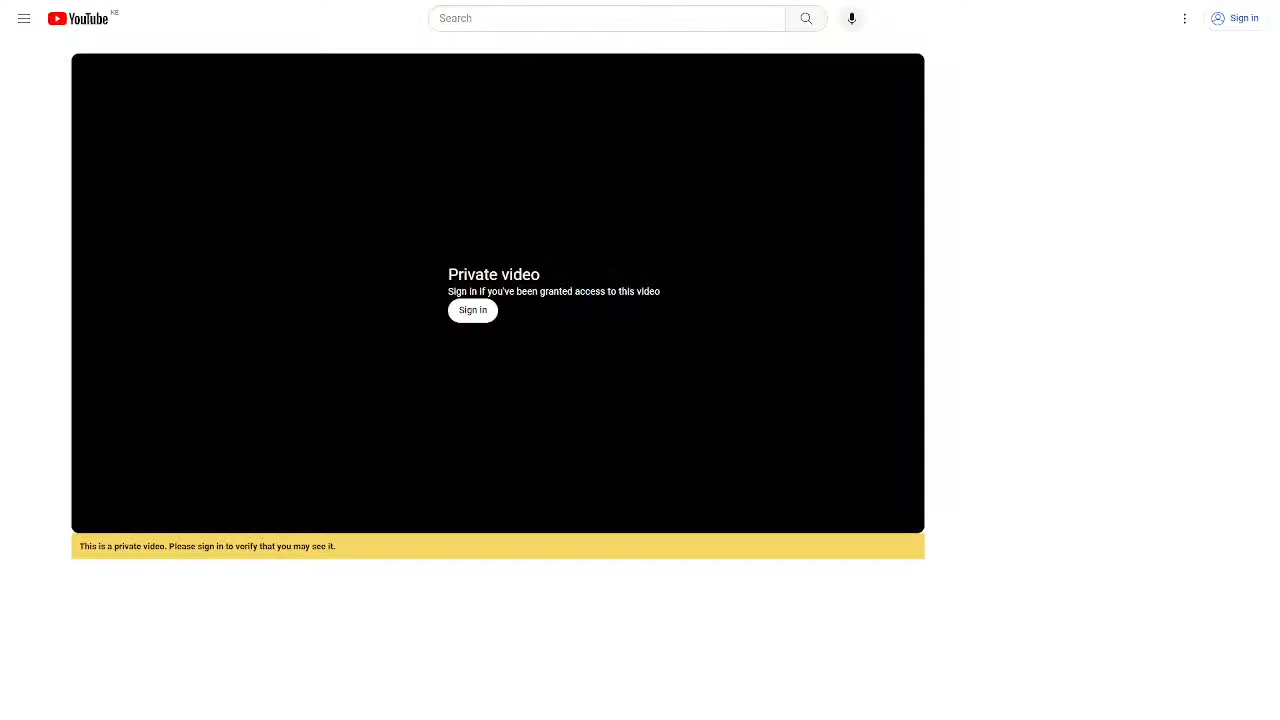 YouTube KE
Search
Sign in
Private video
Sign in if you've been granted access to this video
Sign in
This is a private video. Please sign in to verify that you may see it.